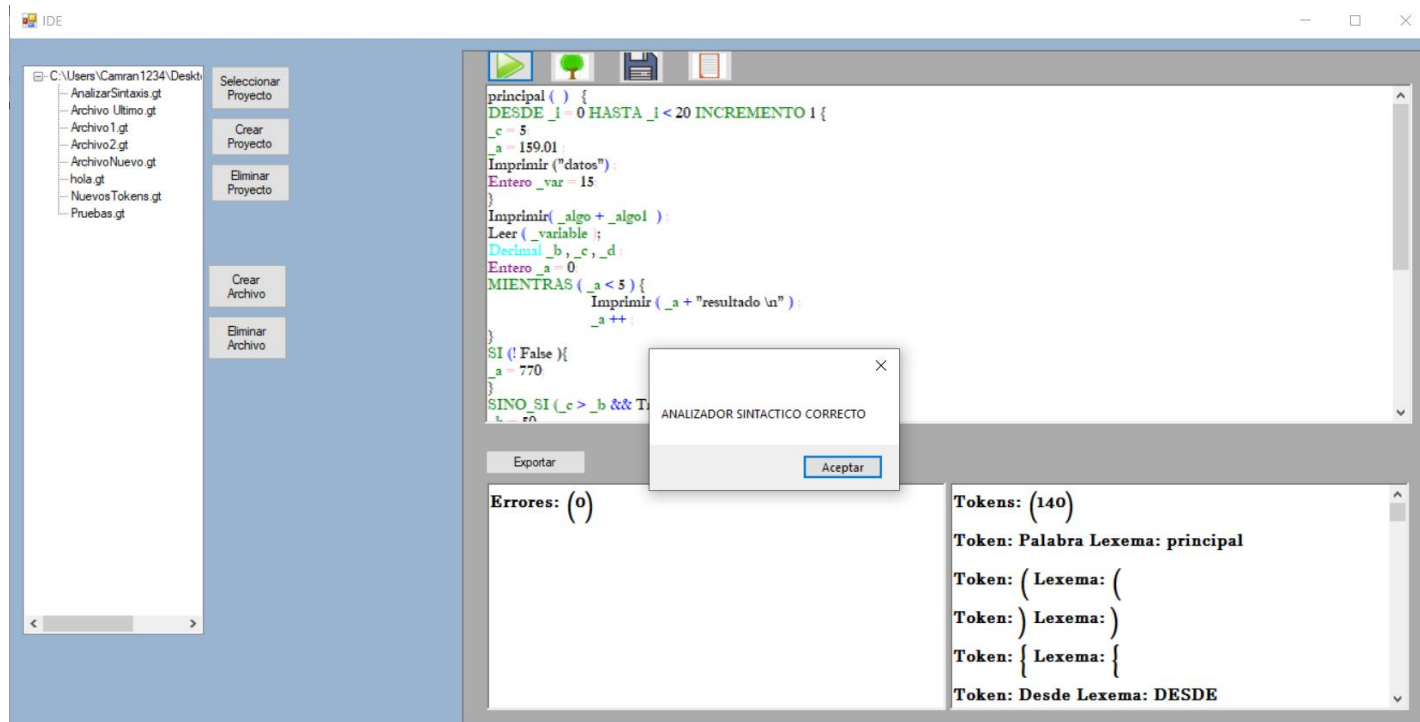 IDE
C:\Users\Camran1234\Deskt
AnalizarSintaxis.gt
Archivo Ultimo.gt
Archivo1.gt
Archivo2.gt
ArchivoNuevo.gt
hola.gt
NuevosTokens.gt
Pruebas.gt
Seleccionar
Proyecto
Crear
Proyecto
Eliminar
Proyecto
Crear
Archivo
Eliminar
Archivo
principal ( ) {
DESDE _i = 0 HASTA _i < 20 INCREMENTO 1 {
_c = 5;
_a = 159.01 ;
Imprimir ("datos") ;
Entero _var = 15;
}
Imprimir( _algo + _algo1 ) ;
Leer ( _variable );
Decimal _b , _c , _d ;
Entero _a = 0;
MIENTRAS ( _a < 5 ) {
Imprimir ( _a + "resultado \n" ) ;
_a ++ ;
}
SI (! False ){
_a = 770;
}
SINO_SI (_c > _b && T
_b = 50
ANALIZADOR SINTACTICO CORRECTO
Aceptar
Exportar
Errores: (0)
Tokens: (140)
Token: Palabra Lexema: principal
Token: ( Lexema: (
Token: ) Lexema: )
Token: { Lexema: {
Token: Desde Lexema: DESDE